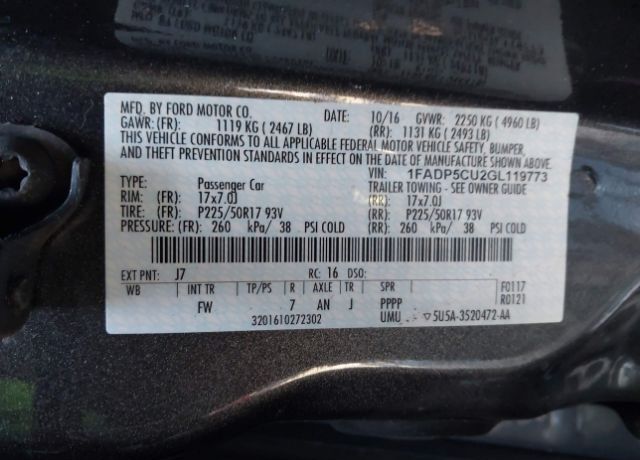 MFD. BY FORD MOTOR CO. DATE: 10/16 GVWR: 2250 KG ( 4960 LB)
GAWR: (FR): 1119 KG ( 2467 LB) (RR): 1131 KG ( 2493 LB)
THIS VEHICLE CONFORMS TO ALL APPLICABLE FEDERAL MOTOR VEHICLE SAFETY, BUMPER,
AND THEFT PREVENTION STANDARDS IN EFFECT ON THE DATE OF MANUFACTURE SHOWN ABOVE.
VIN: 1FADP5CU2GL119773
TYPE: Passenger Car TRAILER TOWING - SEE OWNER GUIDE
RIM: (FR): 17x7.0J (RR): 17x7.0J
TIRE: (FR): P225/50R17 93V (RR): P225/50R17 93V
PRESSURE: (FR): 260 kPa/ 38 PSI COLD (RR): 260 kPa/ 38 PSI COLD
EXT PNT: J7 RC: 16 DSO:
WB INT TR TP/PS R AXLE TR SPR F0117
FW 7 AN J PPPP R0121
3201610272302 UMU ▽5U5A-3520472-AA